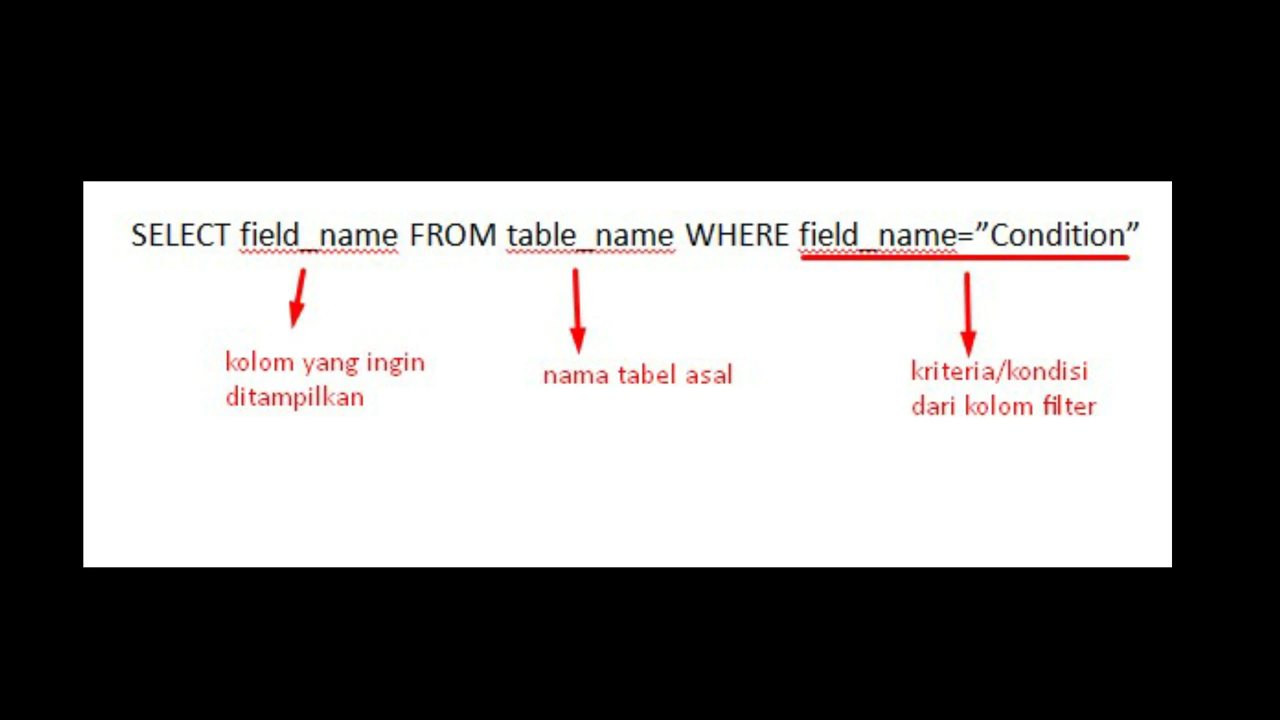 SELECT field_name FROM table_name WHERE field_name=”Condition”
kolom yang ingin
ditampilkan
nama tabel asal
kriteria/kondisi
dari kolom filter